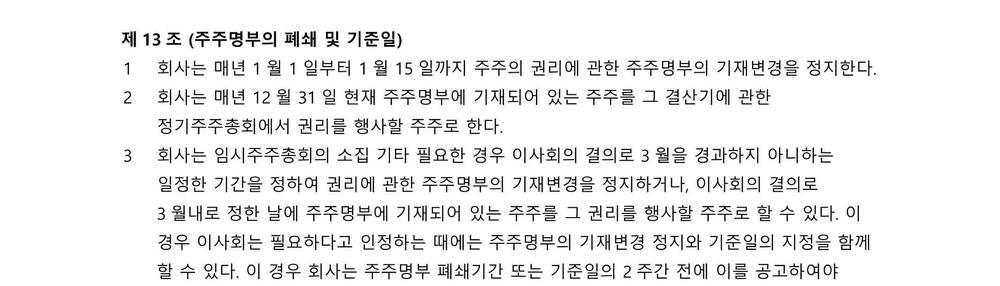 제 13 조 (주주명부의 폐쇄 및 기준일)
1 회사는 매년 1 월 1 일부터 1 월 15 일까지 주주의 권리에 관한 주주명부의 기재변경을 정지한다.
2 회사는 매년 12 월 31 일 현재 주주명부에 기재되어 있는 주주를 그 결산기에 관한
정기주주총회에서 권리를 행사할 주주로 한다.
3 회사는 임시주주총회의 소집 기타 필요한 경우 이사회의 결의로 3 월을 경과하지 아니하는
일정한 기간을 정하여 권리에 관한 주주명부의 기재변경을 정지하거나, 이사회의 결의로
3 월내로 정한 날에 주주명부에 기재되어 있는 주주를 그 권리를 행사할 주주로 할 수 있다. 이
경우 이사회는 필요하다고 인정하는 때에는 주주명부의 기재변경 정지와 기준일의 지정을 함께
할 수 있다. 이 경우 회사는 주주명부 폐쇄기간 또는 기준일의 2 주간 전에 이를 공고하여야